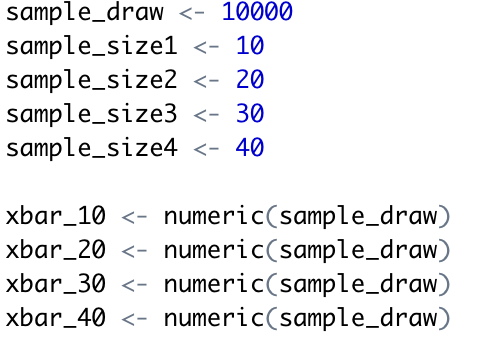 sample_draw <- 10000
sample_size1 <- 10
sample_size2 <- 20
sample_size3 <- 30
sample_size4 <- 40
xbar_10 <- numeric(sample_draw)
xbar_20 <- numeric(sample_draw)
xbar_30 <- numeric(sample_draw)
xbar_40 <- numeric(sample_draw)